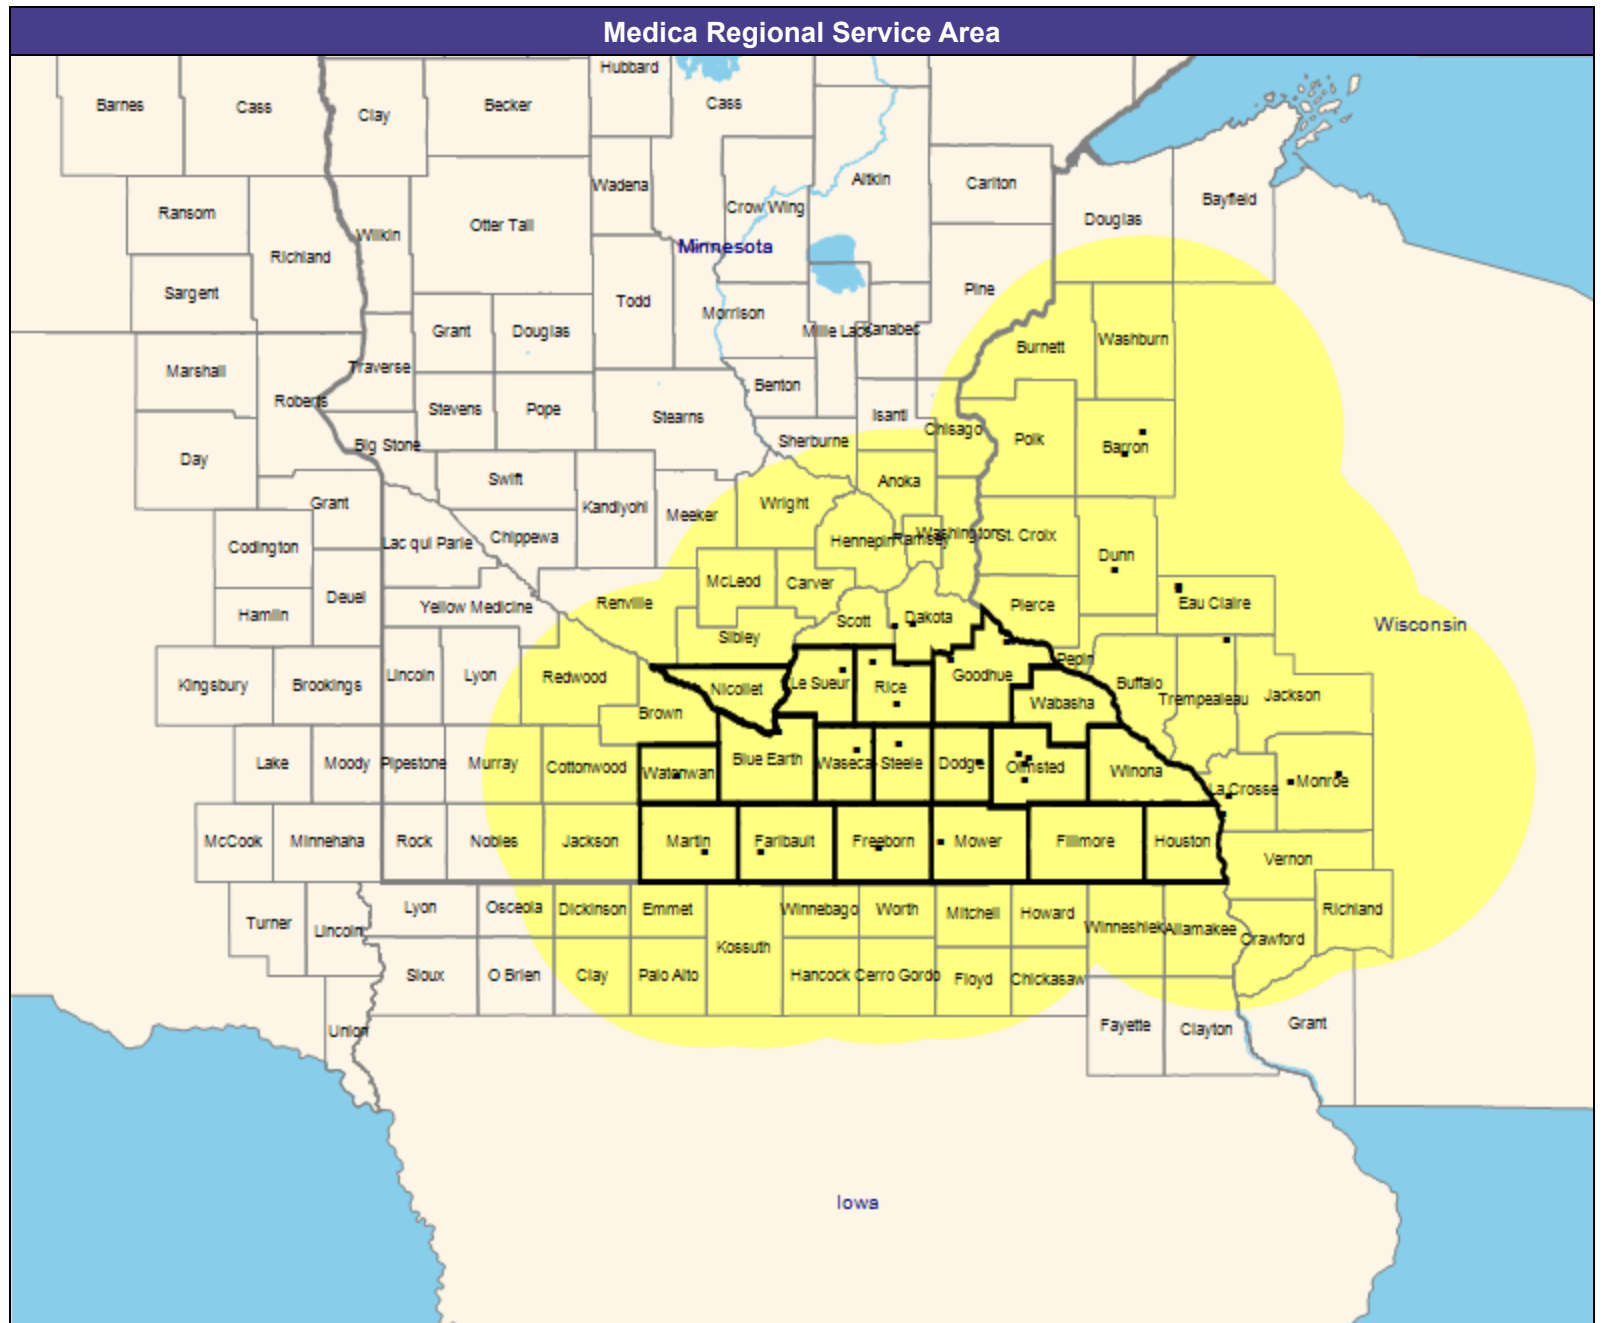 Medica Regional Service Area
Hubbard
Barnes
Cass
Clay
Becker
Cass
Wadena
Aitkin
Carlton
Ransom
Crow Wing
Bayfield
Otter Tail
Douglas
Wilkin
Minnesota
Richland
Sargent
Pine
Todd
Morrison
Grant
Douglas
Mille Lacs
Kanabec
Burnett
Washburn
Marshall
Traverse
Benton
Roberts
Stevens
Pope
Stearns
Isanti
Chisago
Polk
Barron
Big Stone
Sherburne
Day
Swift
Anoka
Grant
Kandiyohi
Meeker
Wright
Codington
Lac qui Parle
Chippewa
Hennepin
Ramsey
Washington
St. Croix
Dunn
McLeod
Carver
Deuel
Yellow Medicine
Renville
Pierce
Eau Claire
Hamlin
Scott
Dakota
Wisconsin
Sibley
Pepin
Kingsbury
Brookings
Lincoln
Lyon
Redwood
Nicollet
Le Sueur
Rice
Goodhue
Buffalo
Trempealeau
Jackson
Wabasha
Brown
Lake
Moody
Pipestone
Murray
Cottonwood
Watonwan
Blue Earth
Waseca
Steele
Dodge
Olmsted
Winona
La Crosse
Monroe
McCook
Minnehaha
Rock
Nobles
Jackson
Martin
Faribault
Freeborn
Mower
Fillmore
Houston
Vernon
Turner
Lincoln
Lyon
Osceola
Dickinson
Emmet
Winnebago
Worth
Mitchell
Howard
Winneshiek
Allamakee
Crawford
Richland
Kossuth
Sioux
O Brien
Clay
Palo Alto
Hancock
Cerro Gordo
Floyd
Chickasaw
Union
Fayette
Clayton
Grant
Iowa